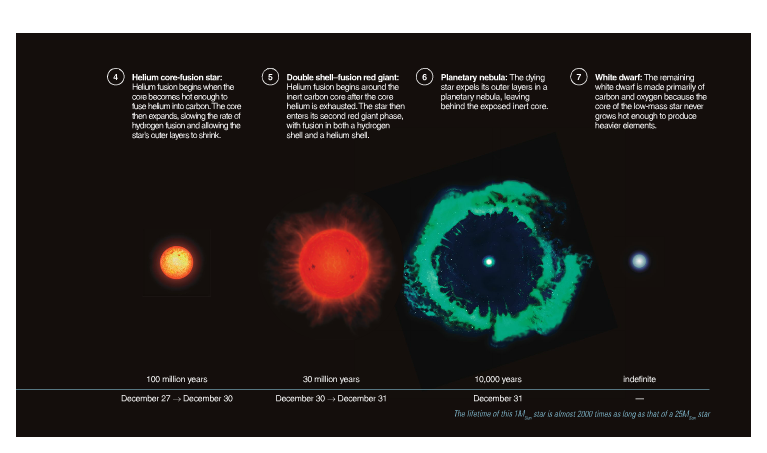 4 Helium core-fusion star:
Helium fusion begins when the
core becomes hot enough to
fuse helium into carbon. The core
then expands, slowing the rate of
hydrogen fusion and allowing the
star's outer layers to shrink.
5 Double shell–fusion red giant:
Helium fusion begins around the
inert carbon core after the core
helium is exhausted. The star then
enters its second red giant phase,
with fusion in both a hydrogen
shell and a helium shell.
6 Planetary nebula: The dying
star expels its outer layers in a
planetary nebula, leaving
behind the exposed inert core.
7 White dwarf: The remaining
white dwarf is made primarily of
carbon and oxygen because the
core of the low-mass star never
grows hot enough to produce
heavier elements.
100 million years
30 million years
10,000 years
indefinite
December 27 → December 30
December 30 → December 31
December 31
—
The lifetime of this 1M_Sun star is almost 2000 times as long as that of a 25M_Sun star